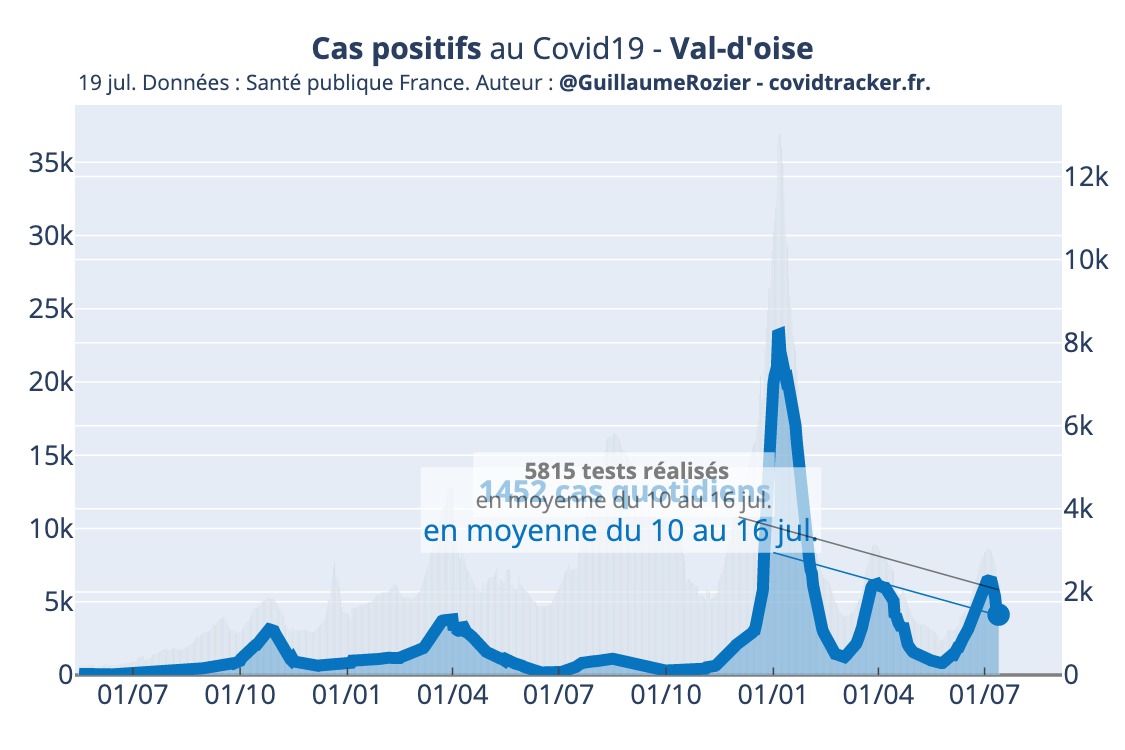 Cas positifs au Covid19 - Val-d'oise
19 jul. Données : Santé publique France. Auteur : @GuillaumeRozier - covidtracker.fr.
35k
30k
25k
20k
15k
10k
5k
0
12k
10k
8k
6k
4k
2k
0
5815 tests réalisés
en moyenne du 10 au 16 jul.
1452 cas quotidiens
en moyenne du 10 au 16 jul.
01/07 01/10 01/01 01/04 01/07 01/10 01/01 01/04 01/07